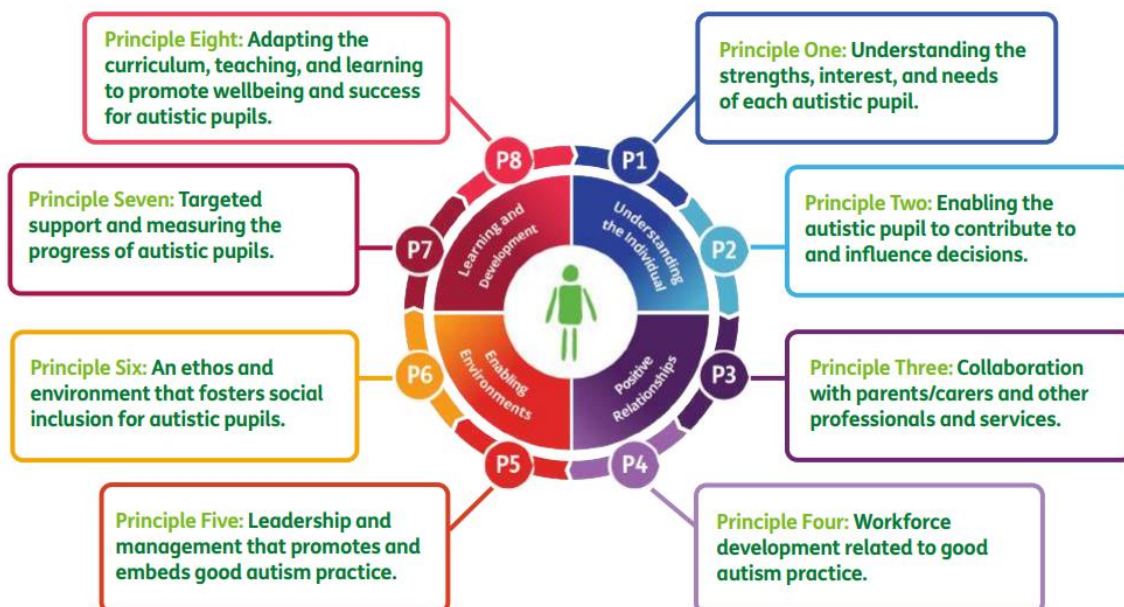 Principle One: Understanding the
strengths, interest, and needs
of each autistic pupil.
Principle Two: Enabling the
autistic pupil to contribute to
and influence decisions.
Principle Three: Collaboration
with parents/carers and other
professionals and services.
Principle Four: Workforce
development related to good
autism practice.
Principle Five: Leadership and
management that promotes and
embeds good autism practice.
Principle Six: An ethos and
environment that fosters social
inclusion for autistic pupils.
Principle Seven: Targeted
support and measuring the
progress of autistic pupils.
Principle Eight: Adapting the
curriculum, teaching, and learning
to promote wellbeing and success
for autistic pupils.
P1
P2
P3
P4
P5
P6
P7
P8
Understanding
the Individual
Positive
Relationships
Enabling
Environments
Learning and
Development